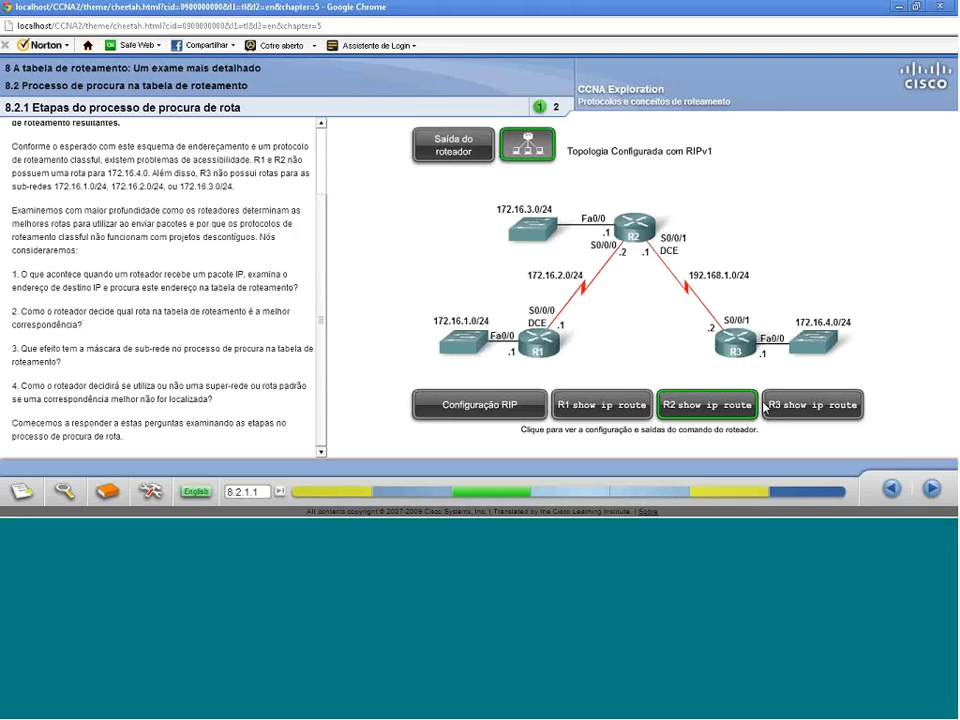 localhost/CCNA2/theme/cheetah.html?cid=0900000000&l1=tl&l2=en&chapter=5 - Google Chrome
localhost/CCNA2/theme/cheetah.html?cid=0900000000&l1=tl&l2=en&chapter=5
Norton
Safe Web
Compartilhar
Cofre aberto
Assistente de Login
8 A tabela de roteamento: Um exame mais detalhado
8.2 Processo de procura na tabela de roteamento
8.2.1 Etapas do processo de procura de rota
1 2
CCNA Exploration
Protocolos e conceitos de roteamento
CISCO
de roteamento resultantes.
Conforme o esperado com este esquema de endereçamento e um protocolo
de roteamento classful, existem problemas de acessibilidade. R1 e R2 não
possuem uma rota para 172.16.4.0. Além disso, R3 não possui rotas para as
sub-redes 172.16.1.0/24, 172.16.2.0/24, ou 172.16.3.0/24.
Examinemos com maior profundidade como os roteadores determinam as
melhores rotas para utilizar ao enviar pacotes e por que os protocolos de
roteamento classful não funcionam com projetos descontíguos. Nós
consideraremos:
1. O que acontece quando um roteador recebe um pacote IP, examina o
endereço de destino IP e procura este endereço na tabela de roteamento?
2. Como o roteador decide qual rota na tabela de roteamento é a melhor
correspondência?
3. Que efeito tem a máscara de sub-rede no processo de procura na tabela de
roteamento?
4. Como o roteador decidirá se utiliza ou não uma super-rede ou rota padrão
se uma correspondência melhor não for localizada?
Comecemos a responder a estas perguntas examinando as etapas no
processo de procura de rota.
Saída do
roteador
Topologia Configurada com RIPv1
172.16.3.0/24
Fa0/0
.1
R2
S0/0/0
.2
.1
S0/0/1
DCE
172.16.2.0/24
192.168.1.0/24
S0/0/0
DCE
.1
172.16.1.0/24
Fa0/0
.1
R1
S0/0/1
.2
R3
Fa0/0
.1
172.16.4.0/24
Configuração RIP
R1 show ip route
R2 show ip route
R3 show ip route
Clique para ver a configuração e saídas do comando do roteador.
English
8.2.1.1
All contents copyright © 2007-2009 Cisco Systems, Inc. | Translated by the Cisco Learning Institute. | Sobre